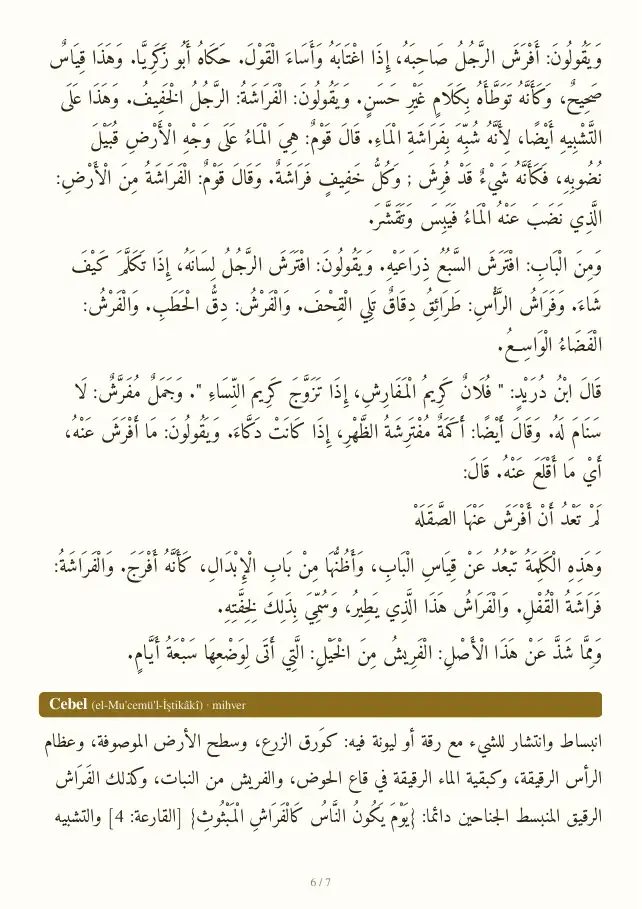 وَيَقُولُونَ: أَفْرَشَ الرَّجُلُ صَاحِبَهُ، إِذَا اغْتَابَهُ وَأَسَاءَ الْقَوْلَ. حَكَاهُ أَبُو زَكَرِيَّا. وَهَذَا قِيَاسٌ
صَحِيحٌ، وَكَأَنَّهُ تَوَطَّأَهُ بِكَلَامٍ غَيْرِ حَسَنٍ. وَيَقُولُونَ: الْفَرَاشَةُ: الرَّجُلُ الْخَفِيفُ. وَهَذَا عَلَى
التَّشْبِيهِ أَيْضًا، لِأَنَّهُ شُبِّهَ بِفَرَاشَةِ الْمَاءِ. قَالَ قَوْمٌ: هِيَ الْمَاءُ عَلَى وَجْهِ الْأَرْضِ قُبَيْلَ
نُضُوبِهِ، فَكَأَنَّهُ شَيْءٌ قَدْ فُرِشَ ; وَكُلُّ خَفِيفٍ فَرَاشَةٌ. وَقَالَ قَوْمٌ: الْفَرَاشَةُ مِنَ الْأَرْضِ:
الَّذِي نَضَبَ عَنْهُ الْمَاءُ فَيَبِسَ وَتَقَشَّرَ.
وَمِنَ الْبَابِ: افْتَرَشَ السَّبُعُ ذِرَاعَيْهِ. وَيَقُولُونَ: افْتَرَشَ الرَّجُلُ لِسَانَهُ، إِذَا تَكَلَّمَ كَيْفَ
شَاءَ. وَفَرَاشُ الرَّأْسِ: طَرَائِقُ دِقَاقٌ تَلِي الْقِحْفَ. وَالْفَرْشُ: دِقُّ الْحَطَبِ. وَالْفَرْشُ:
الْفَضَاءُ الْوَاسِعُ.
قَالَ ابْنُ دُرَيْدٍ: " فُلَانٌ كَرِيمُ الْمَفَارِشِ، إِذَا تَزَوَّجَ كَرِيمَ النِّسَاءِ ". وَجَمَلٌ مُفَرَّشٌ: لَا
سَنَامَ لَهُ. وَقَالَ أَيْضًا: أَكَمَةٌ مُفْتَرِشَةُ الظَّهْرِ، إِذَا كَانَتْ دَكَّاءَ. وَيَقُولُونَ: مَا أَفْرَشَ عَنْهُ،
أَيْ مَا أَقْلَعَ عَنْهُ. قَالَ:
لَمْ تَعْدُ أَنْ أَفْرَشَ عَنْهَا الصَّقَلَهْ
وَهَذِهِ الْكَلِمَةُ تَبْعُدُ عَنْ قِيَاسِ الْبَابِ، وَأَظُنُّهَا مِنْ بَابِ الْإِبْدَالِ، كَأَنَّهُ أَفْرَجَ. وَالْفَرَاشَةُ:
فَرَاشَةُ الْقُفْلِ. وَالْفَرَاشُ هَذَا الَّذِي يَطِيرُ، وَسُمِّيَ بِذَلِكَ لِخِفَّتِهِ.
وَمِمَّا شَذَّ عَنْ هَذَا الْأَصْلِ: الْفَرِيشُ مِنَ الْخَيْلِ: الَّتِي أَتَى لِوَضْعِهَا سَبْعَةُ أَيَّامٍ.
Cebel (el-Mu'cemü'l-İştikâkî) · mihver
انبساط وانتشار للشيء مع رقة أو ليونة فيه: كوَرق الزرع، وسطح الأرض الموصوفة، وعظام
الرأس الرقيقة، وكبقية الماء الرقيقة في قاع الحوض، والفريش من النبات، وكذلك الفَرَاش
الرقيق المنبسط الجناحين دائما: {يَوْمَ يَكُونُ النَّاسُ كَالْفَرَاشِ الْمَبْثُوثِ} [القارعة: 4] والتشبيه
6 / 7